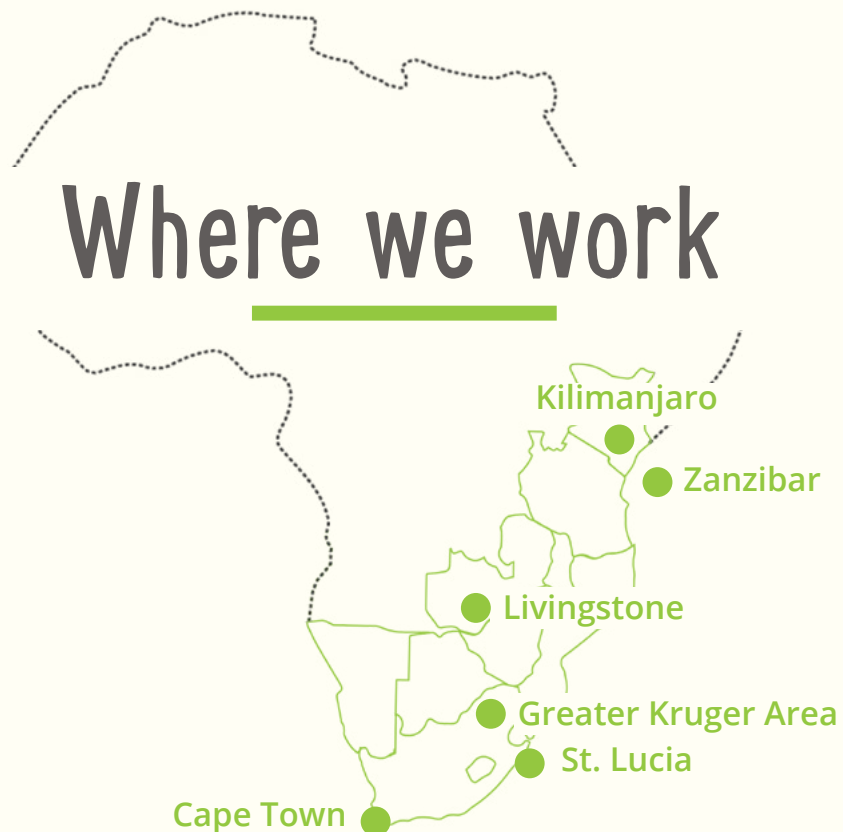 Where we work
Kilimanjaro
Zanzibar
Livingstone
Greater Kruger Area
St. Lucia
Cape Town